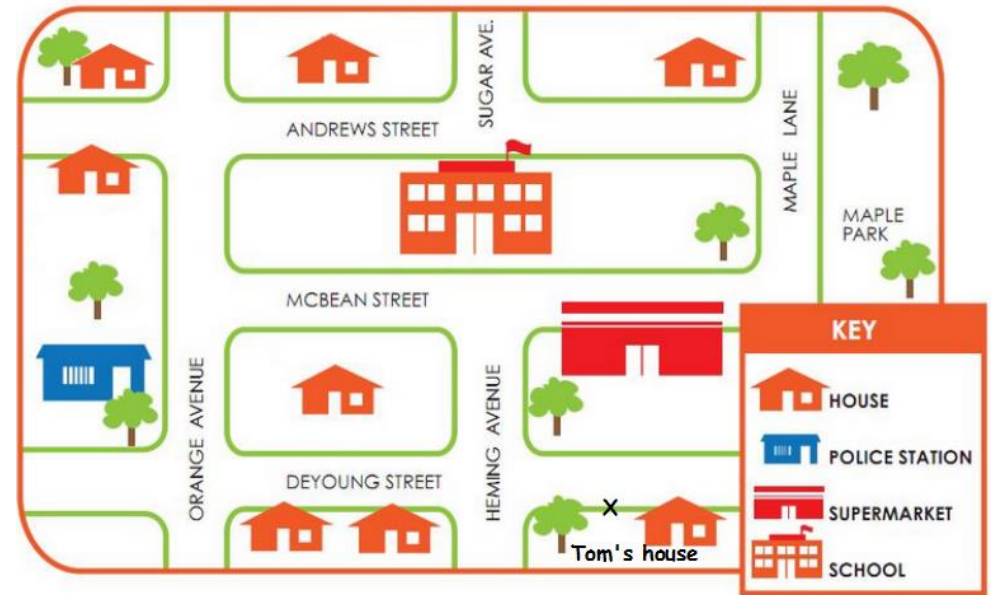 SUGAR AVE.
ANDREWS STREET
MAPLE LANE
MAPLE
PARK
MCBEAN STREET
ORANGE AVENUE
HEMING AVENUE
DEYOUNG STREET
X
Tom's house
KEY
HOUSE
POLICE STATION
SUPERMARKET
SCHOOL